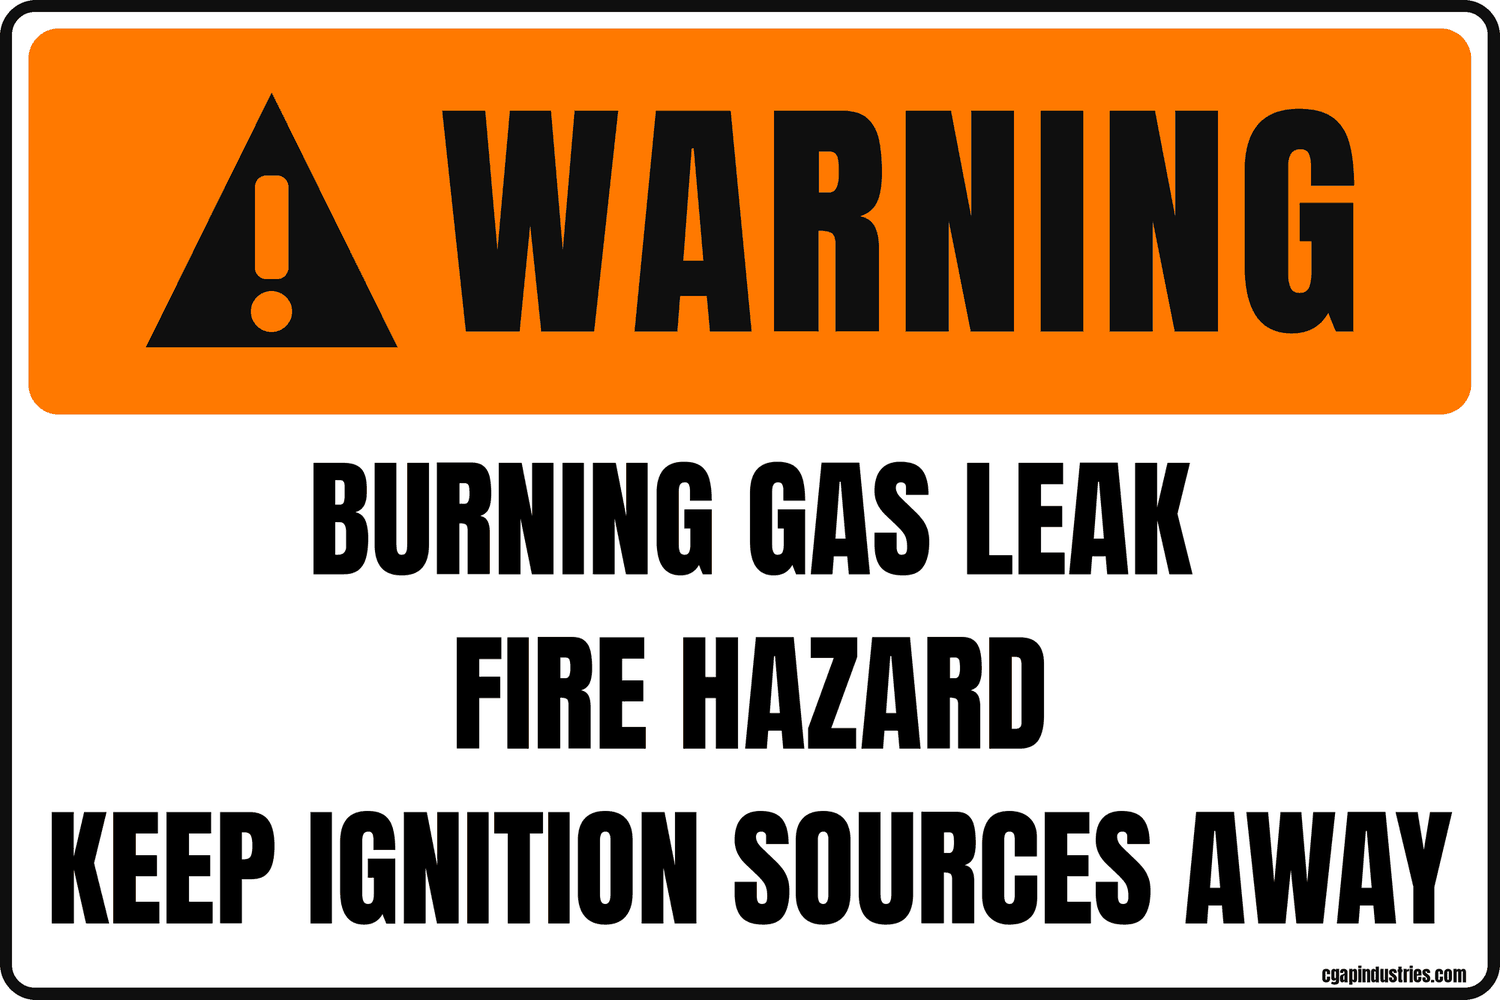 WARNING
BURNING GAS LEAK
FIRE HAZARD
KEEP IGNITION SOURCES AWAY
cgapindustries.com